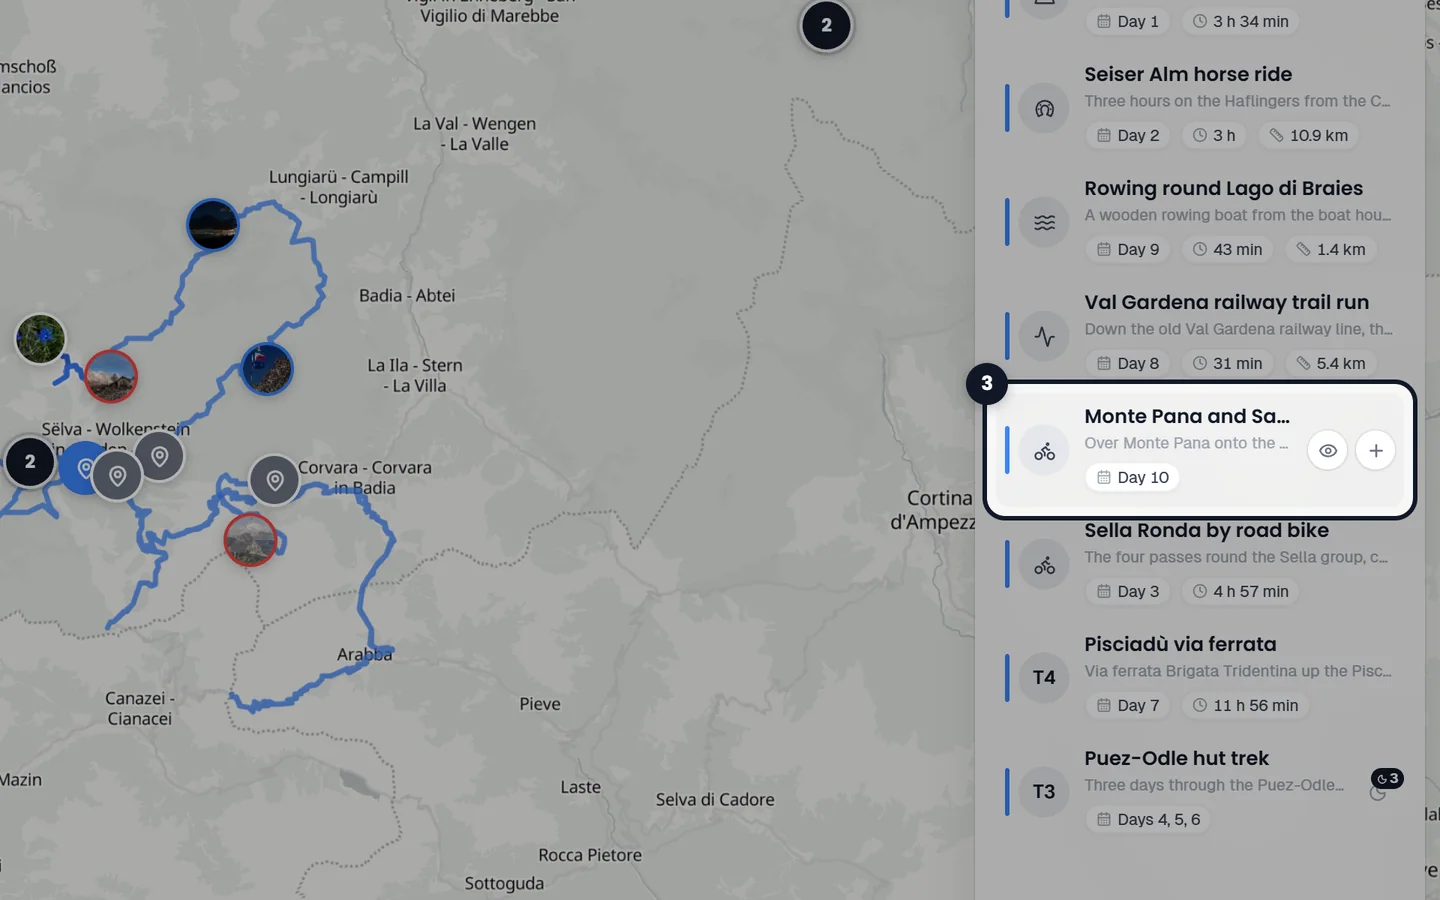 Vigilio di Marebbe
2
La Val - Wengen
- La Valle
Lungiarü - Campill
- Longiarù
Badia - Abtei
La Ila - Stern
- La Villa
Sëlva - Wolkenstein
2
Corvara - Corvara
in Badia
Cortina
d'Ampezz
Arabba
Canazei -
Cianacei
Pieve
Mazin
Laste
Selva di Cadore
Rocca Pietore
Sottoguda
Day 1
3 h 34 min
Seiser Alm horse ride
Three hours on the Haflingers from the C…
Day 2
3 h
10.9 km
Rowing round Lago di Braies
A wooden rowing boat from the boat hou…
Day 9
43 min
1.4 km
Val Gardena railway trail run
Down the old Val Gardena railway line, th…
Day 8
31 min
5.4 km
3
Monte Pana and Sa…
Over Monte Pana onto the …
Day 10
Sella Ronda by road bike
The four passes round the Sella group, c…
Day 3
4 h 57 min
T4
Pisciadù via ferrata
Via ferrata Brigata Tridentina up the Pisc…
Day 7
11 h 56 min
T3
Puez-Odle hut trek
Three days through the Puez-Odle…
3
Days 4, 5, 6